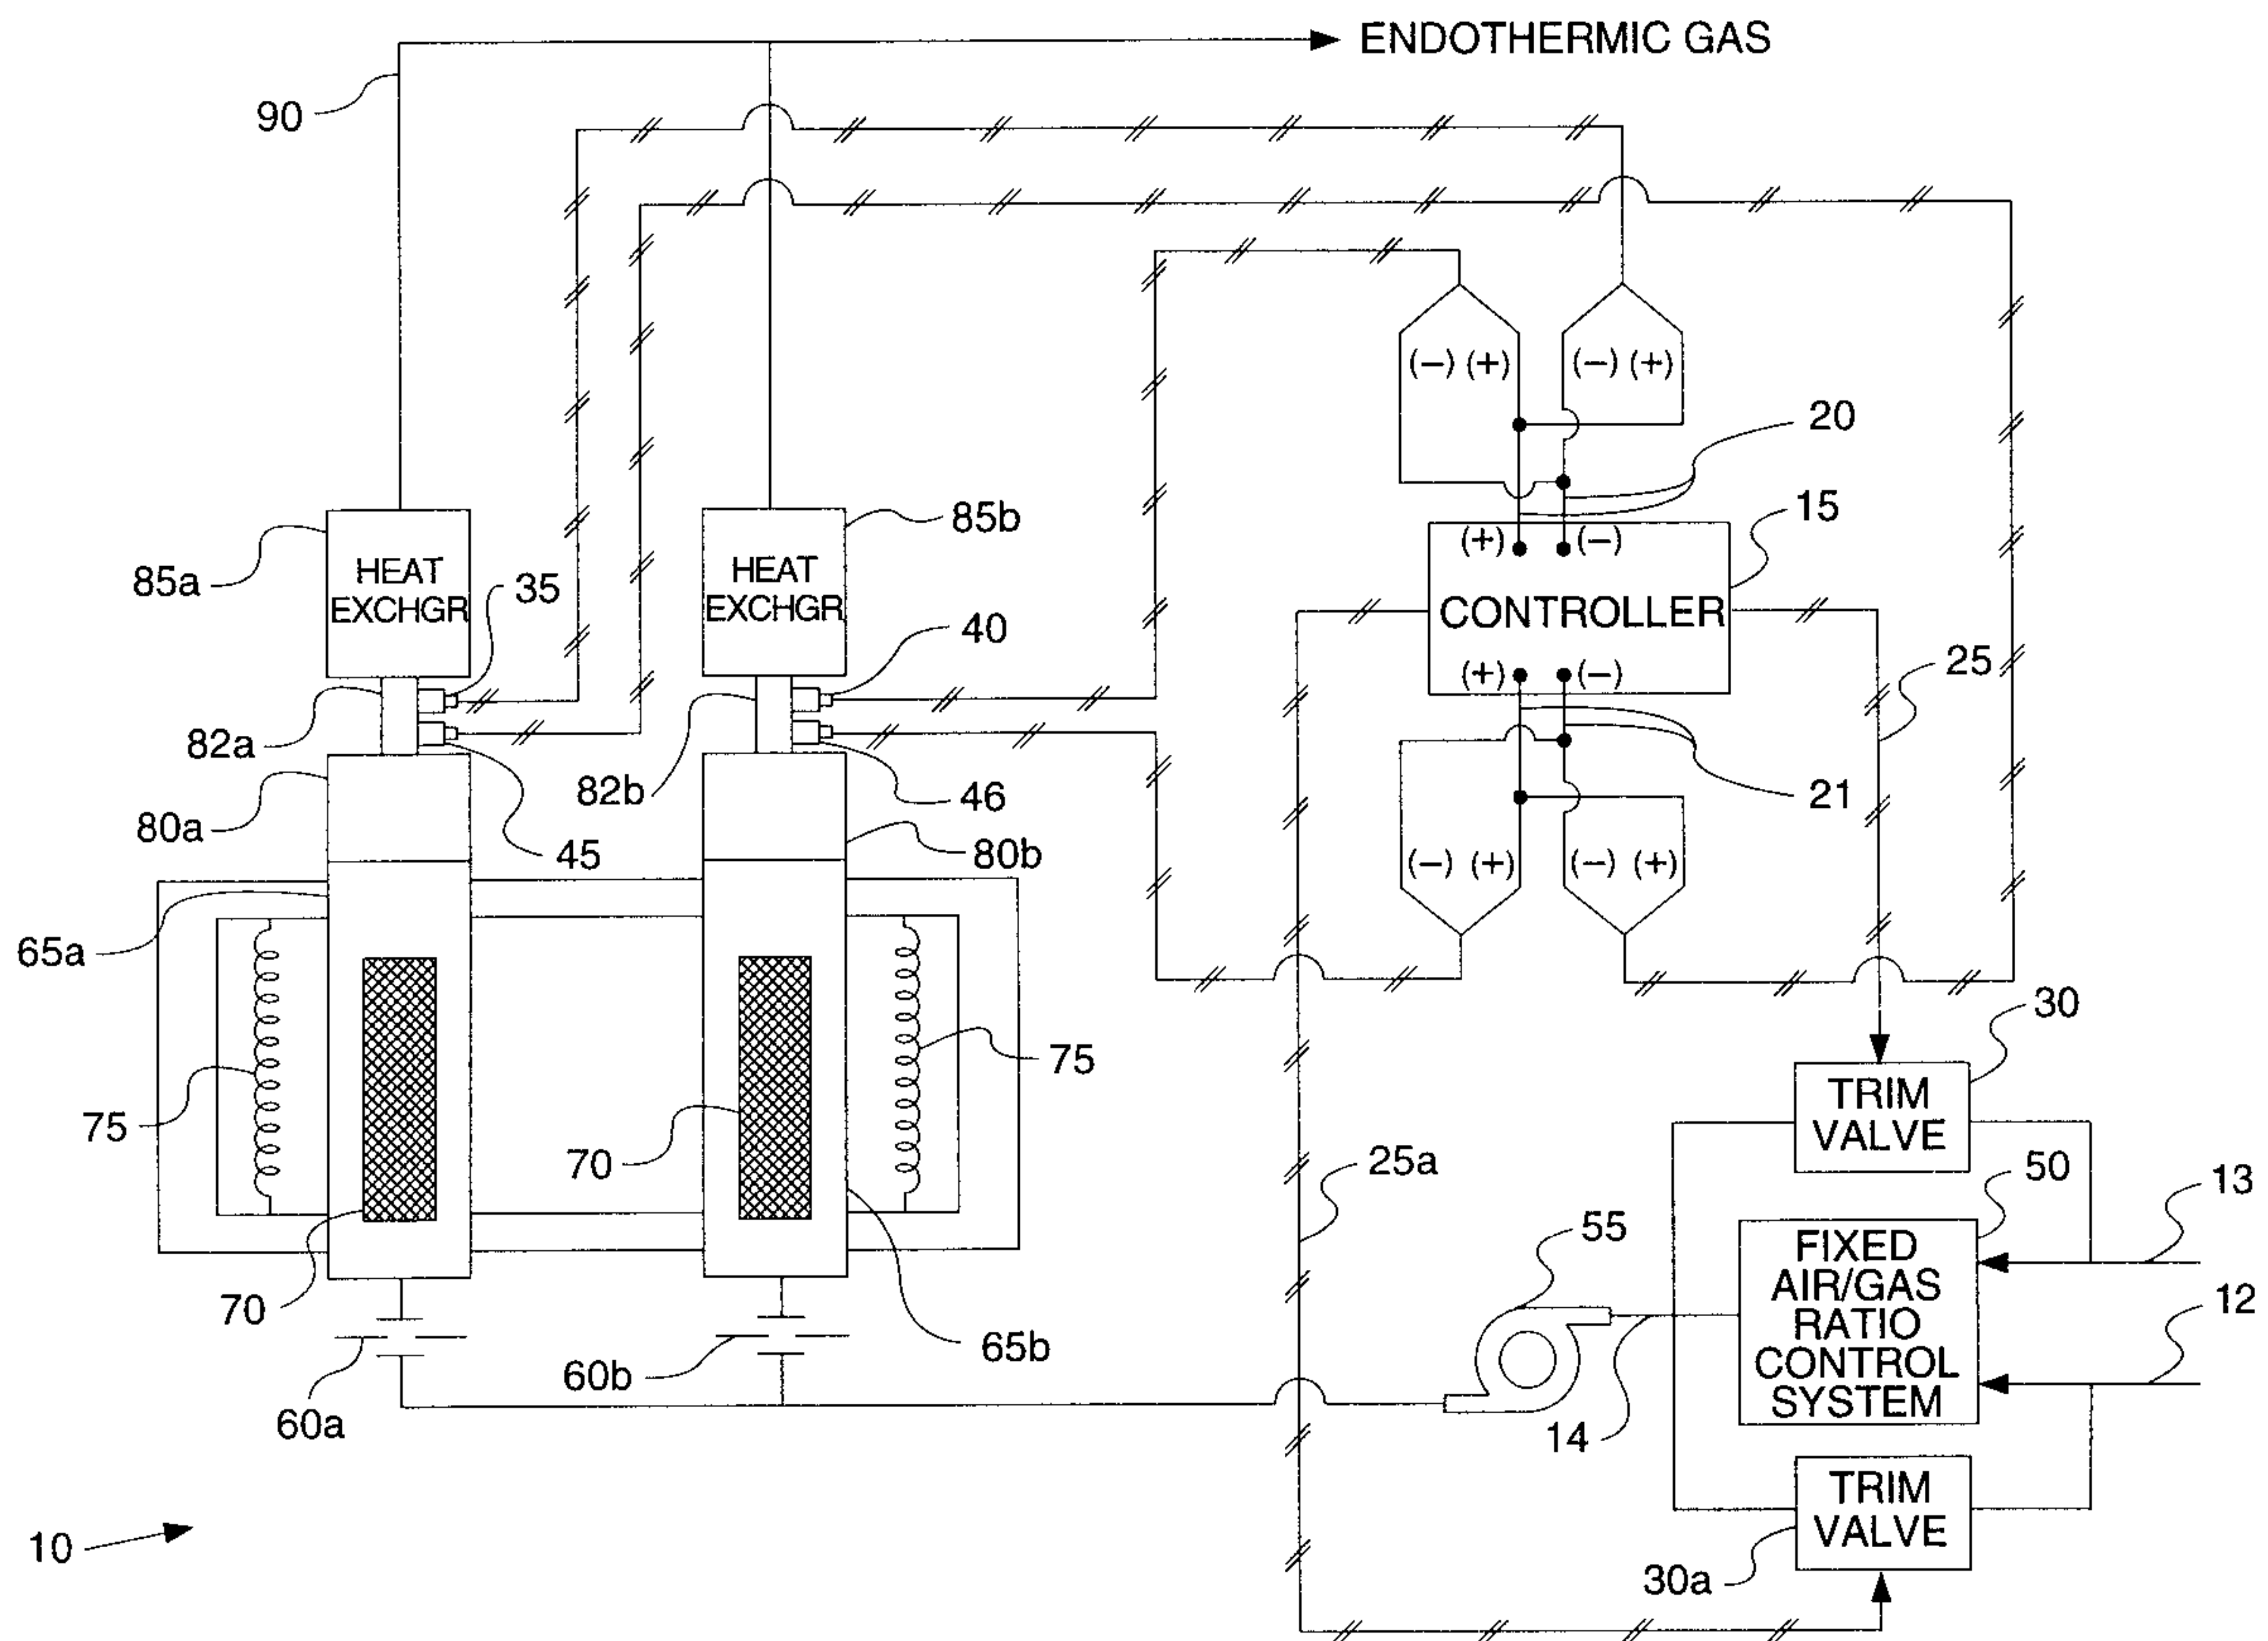 ENDOTHERMIC GAS
90
(−) (+)
(−) (+)
20
15
85b
85a
HEAT
EXCHGR
35
HEAT
EXCHGR
40
(+)
(−)
CONTROLLER
(+)
(−)
25
82a
82b
46
21
80a
45
80b
(−) (+)
(−) (+)
65a
30
75
75
TRIM
VALVE
70
25a
50
13
55
FIXED
AIR/GAS
RATIO
CONTROL
SYSTEM
12
70
65b
60b
60a
14
TRIM
VALVE
10
30a